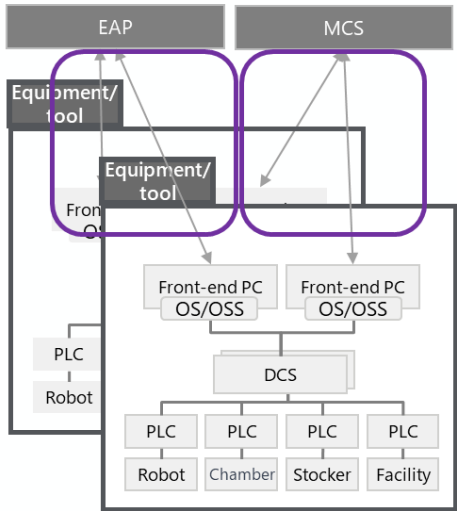 EAP
MCS
Equipment/
tool
Equipment/
tool
Front-end PC
OS/OSS
Front-end PC
OS/OSS
DCS
PLC
Robot
PLC
PLC
PLC
PLC
Robot
Chamber
Stocker
Facility